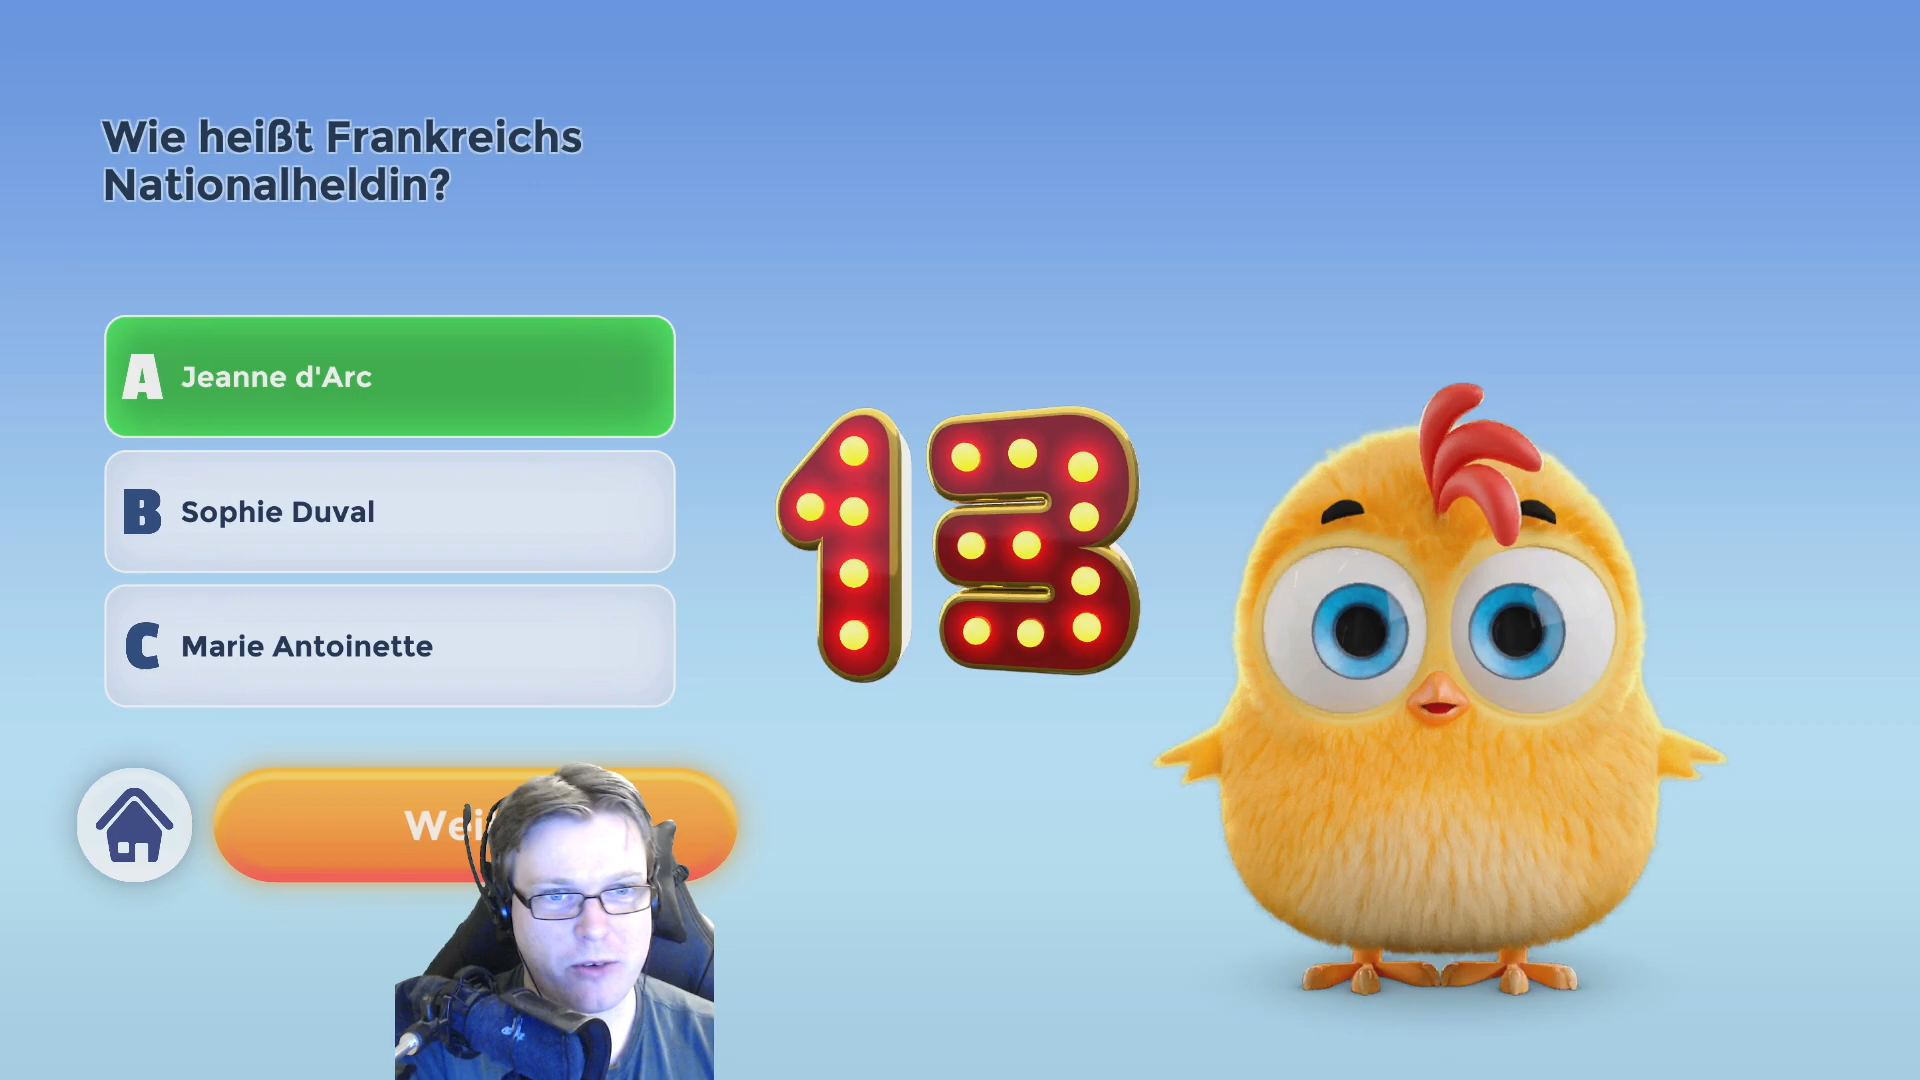 Wie heißt Frankreichs
Nationalheldin?
A Jeanne d'Arc
B Sophie Duval
C Marie Antoinette
13